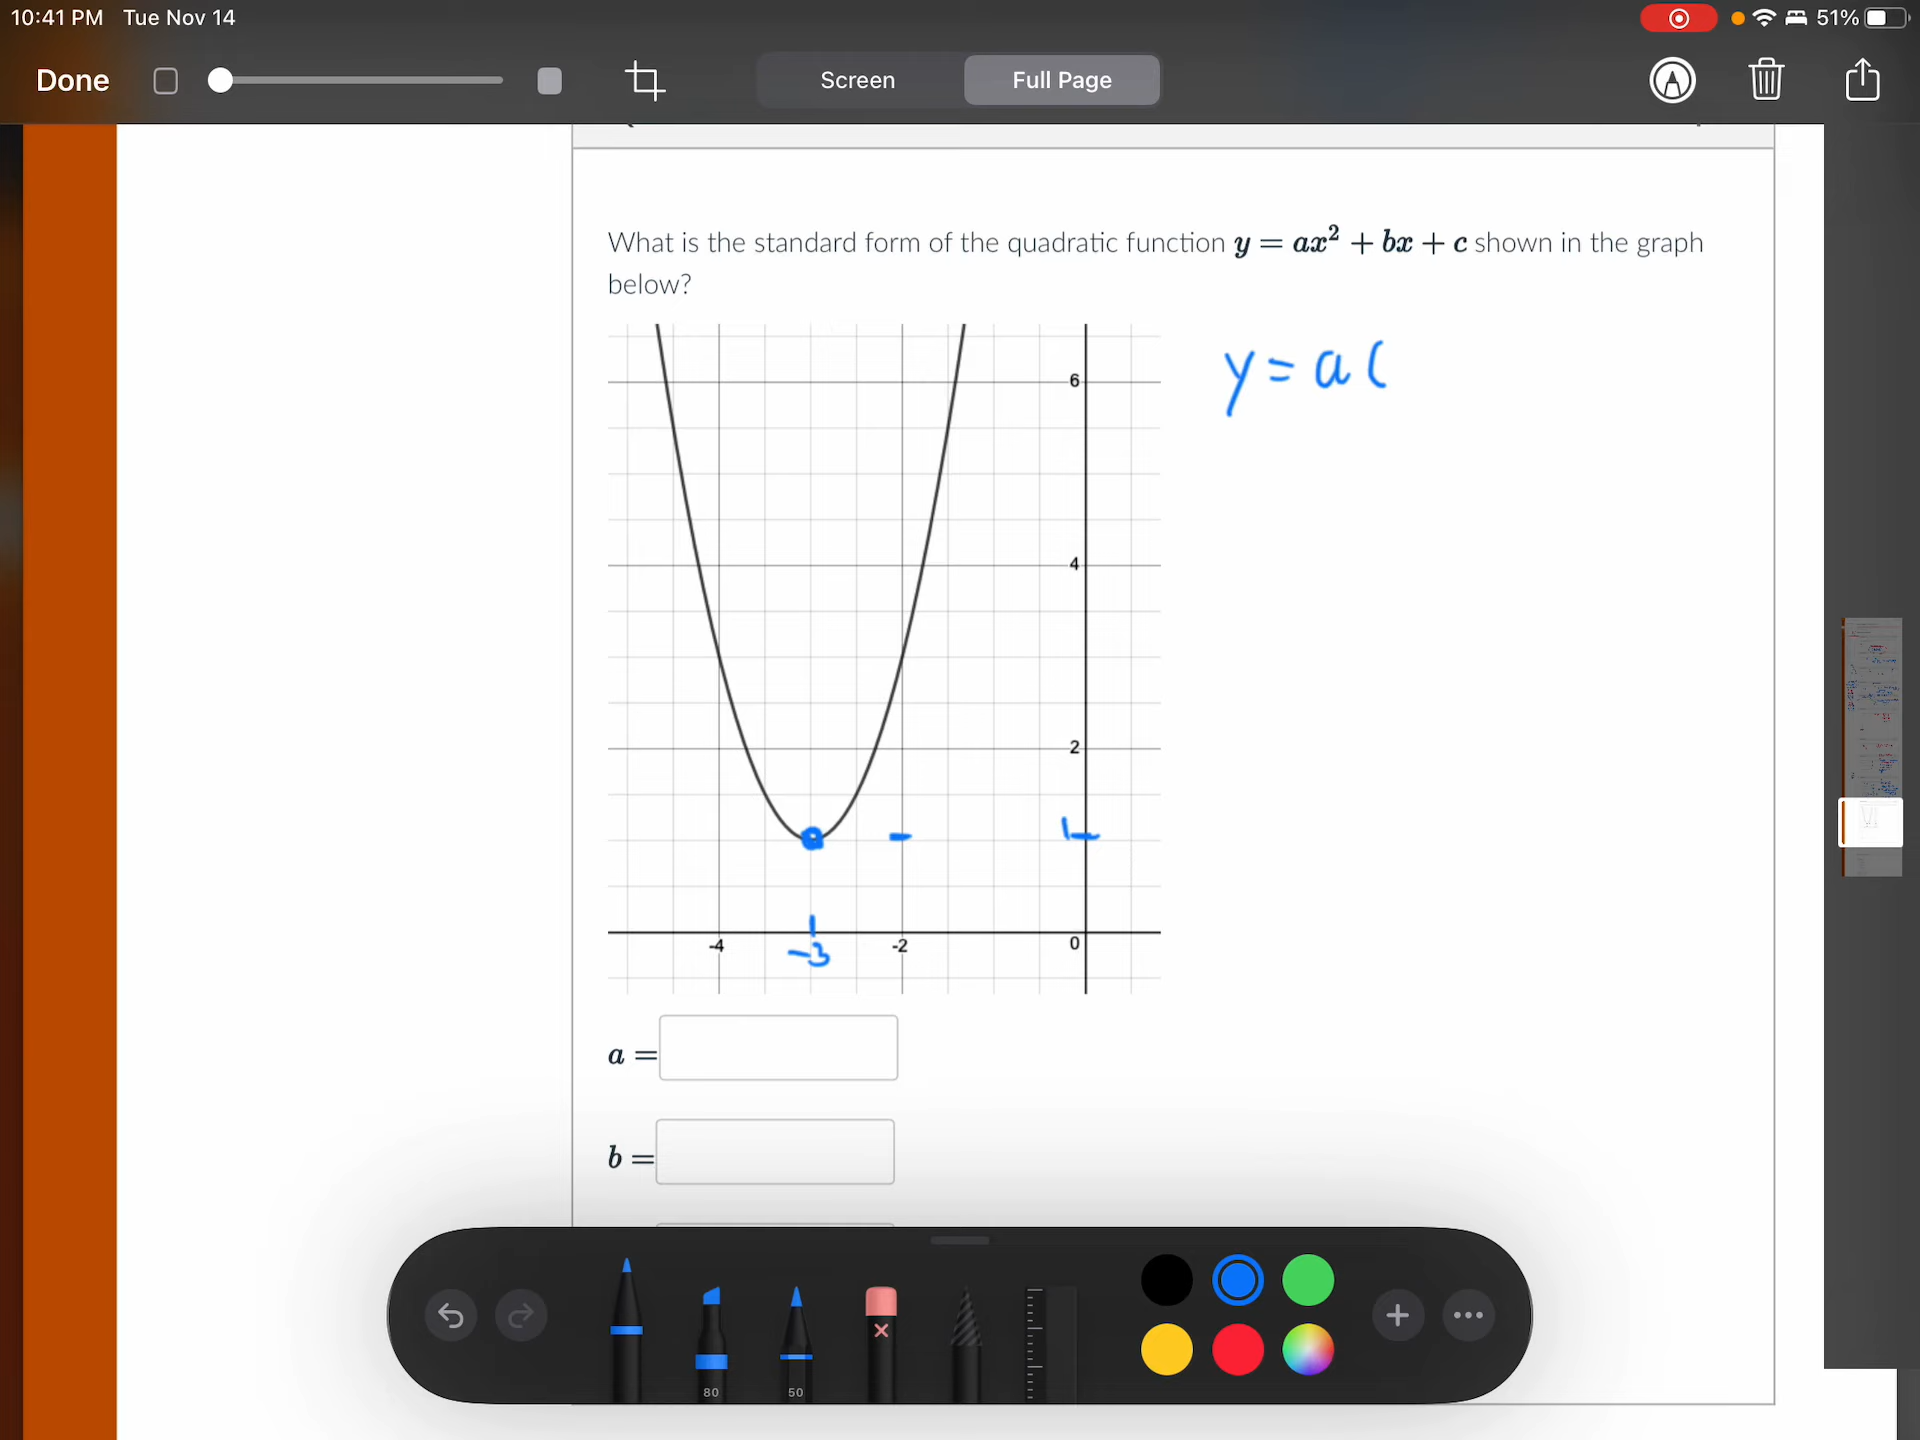 10:41 PM Tue Nov 14
51%
Done
Screen
Full Page
What is the standard form of the quadratic function y = ax² + bx + c shown in the graph
below?
y = a (
6
4
2
1
-4
-3
-2
0
a =
b =
80
50